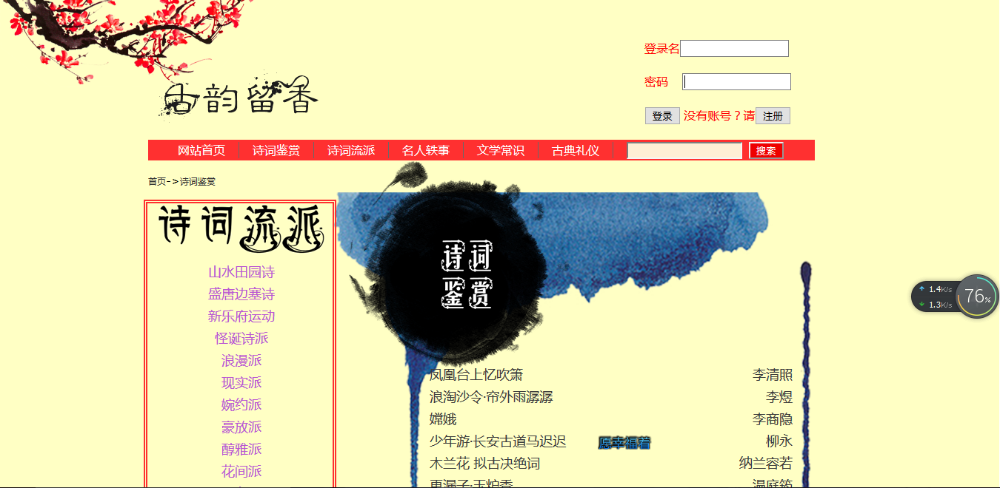 登录名
密码
古韵留香
登录 没有账号？请 注册
网站首页 诗词鉴赏 诗词流派 名人轶事 文学常识 古典礼仪 搜索
首页->诗词鉴赏
诗词流派
山水田园诗
盛唐边塞诗
新乐府运动
怪诞诗派
浪漫派
现实派
婉约派
豪放派
醇雅派
花间派
诗词
鉴赏
凤凰台上忆吹箫 李清照
浪淘沙令·帘外雨潺潺 李煜
嫦娥 李商隐
少年游·长安古道马迟迟 柳永
愿幸福着
木兰花 拟古决绝词 纳兰容若
更漏子·玉炉香 温庭筠
1.4K/s
1.3K/s
76%